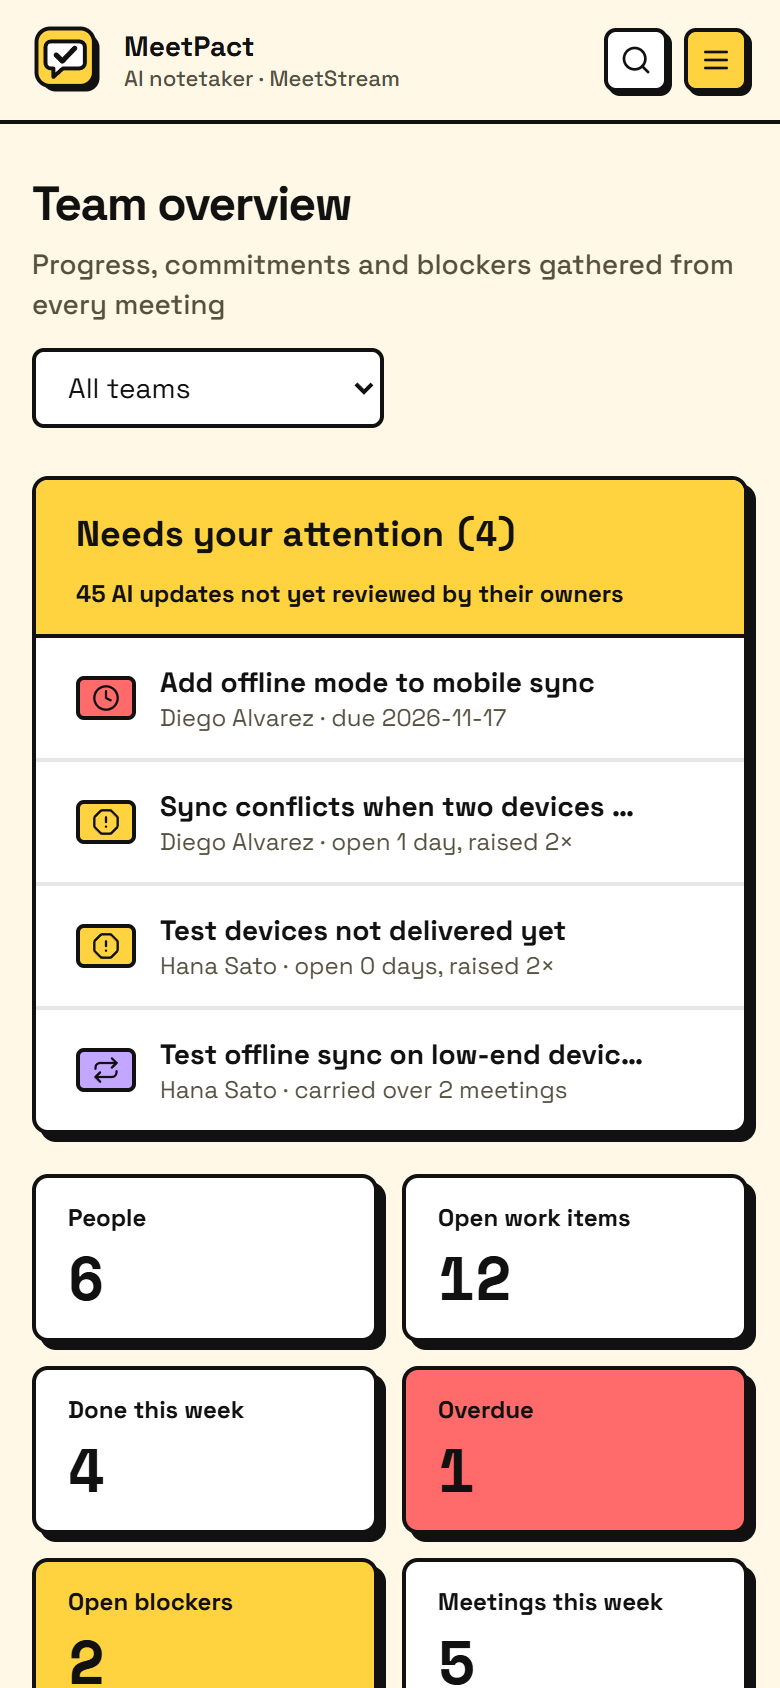 MeetPact
AI notetaker · MeetStream
Team overview
Progress, commitments and blockers gathered from
every meeting
All teams
Needs your attention (4)
45 AI updates not yet reviewed by their owners
Add offline mode to mobile sync
Diego Alvarez · due 2026-11-17
Sync conflicts when two devices ...
Diego Alvarez · open 1 day, raised 2×
Test devices not delivered yet
Hana Sato · open 0 days, raised 2×
Test offline sync on low-end devic...
Hana Sato · carried over 2 meetings
People
6
Open work items
12
Done this week
4
Overdue
1
Open blockers
2
Meetings this week
5